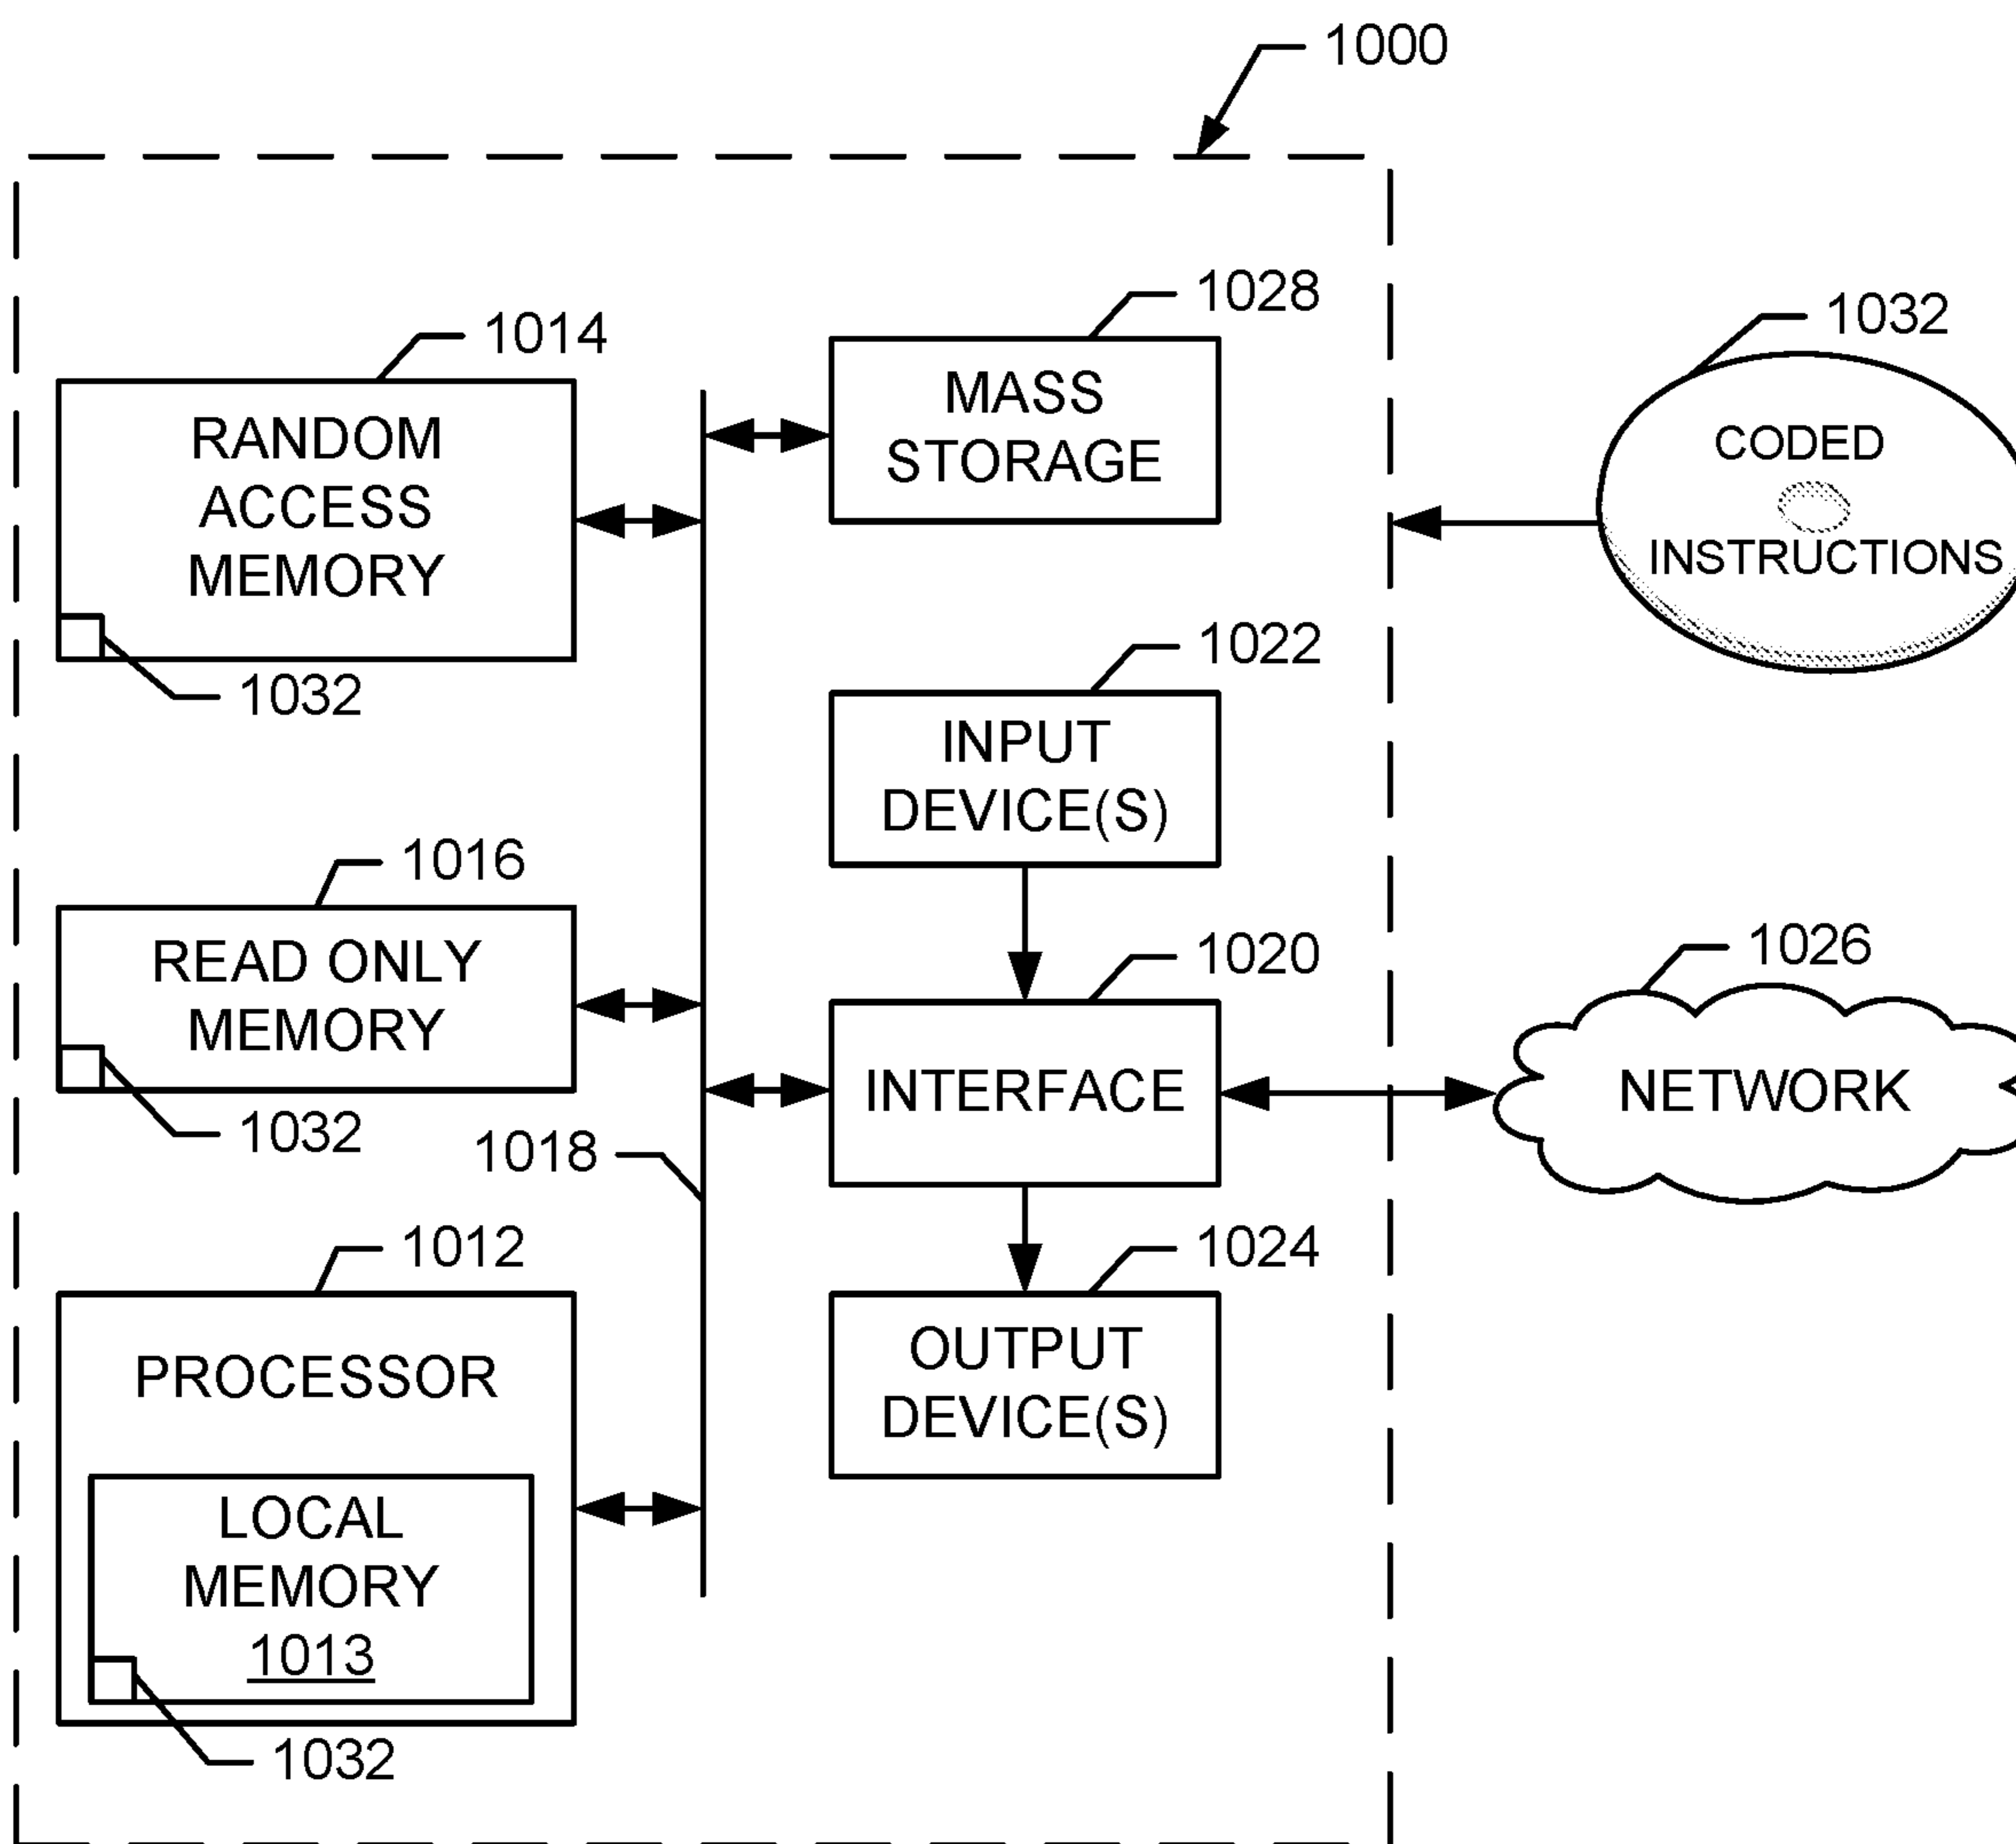 1000
1028
1014
1032
MASS
STORAGE
RANDOM
ACCESS
MEMORY
CODED
INSTRUCTIONS
1032
1022
INPUT
DEVICE(S)
1016
READ ONLY
MEMORY
1032
1020
INTERFACE
1026
NETWORK
1018
1012
PROCESSOR
LOCAL
MEMORY
1013
1032
1024
OUTPUT
DEVICE(S)